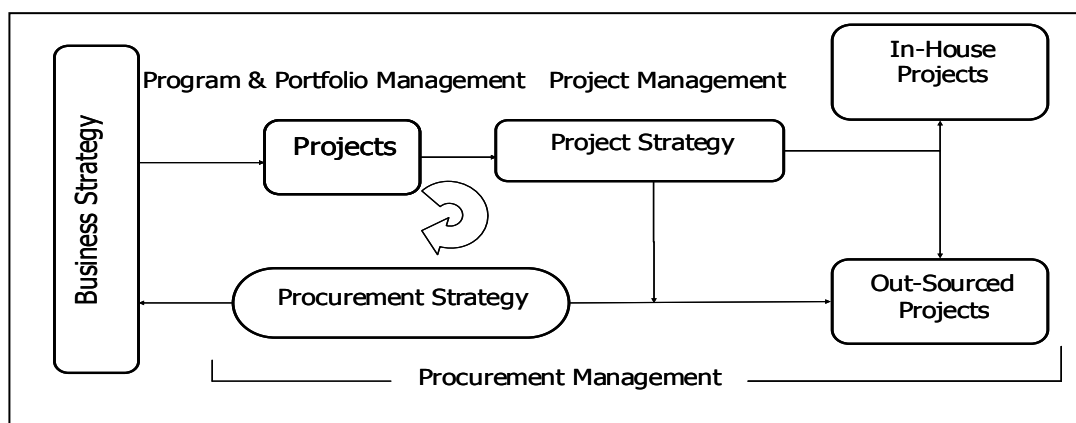 Business Strategy
Program & Portfolio Management
Project Management
In-House
Projects
Projects
Project Strategy
Procurement Strategy
Out-Sourced
Projects
Procurement Management